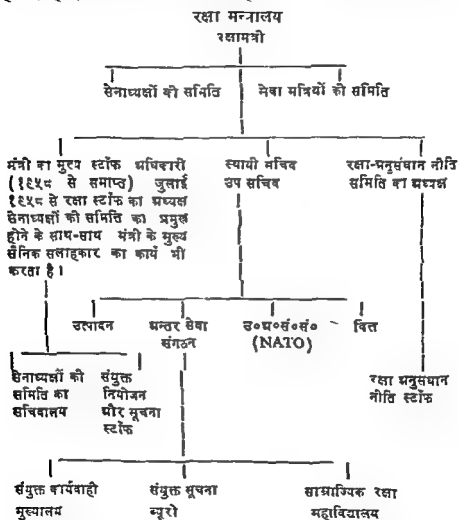 रक्षा मन्त्रालय
रक्षामंत्री
सेनाध्यक्षों की समिति
सेवा मंत्रियों की समिति
मंत्री का मुख्य स्टॉफ अधिकारी
(१९५८ से समाप्त) जुलाई
१९५८ से रक्षा स्टॉफ का अध्यक्ष
सेनाध्यक्षों की समिति का प्रमुख
होने के साथ-साथ मंत्री के मुख्य
सैनिक सलाहकार का कार्य भी
करता है।
स्थायी सचिव
उप सचिव
रक्षा-अनुसंधान नीति
समिति का अध्यक्ष
उत्पादन
अन्तर सेवा
संगठन
उ०अ०सं०सं०
(NATO)
वित्त
सेनाध्यक्षों की
समिति का
सचिवालय
संयुक्त
नियोजन
और सूचना
स्टॉफ
रक्षा अनुसंधान
नीति स्टॉफ
संयुक्त कार्यवाही
मुख्यालय
संयुक्त सूचना
ब्यूरो
साम्राज्यिक रक्षा
महाविद्यालय